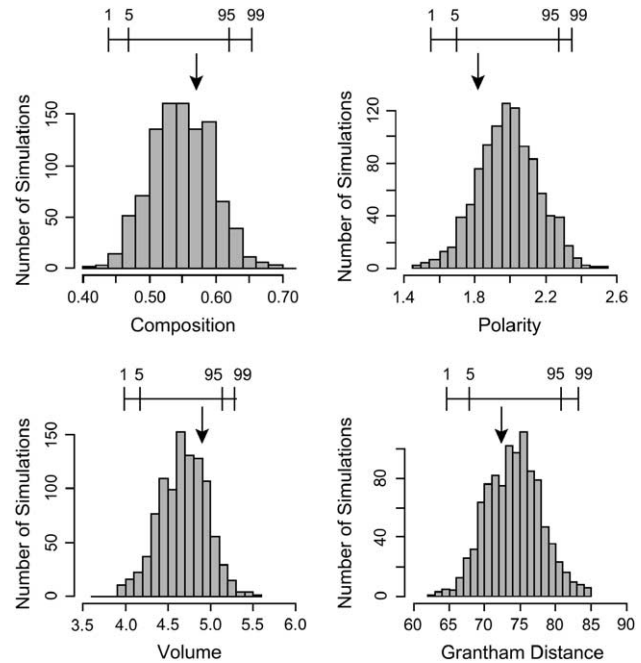 1 5 95 99
Number of Simulations
0 50 100 150
0.40 0.50 0.60 0.70
Composition
1 5 95 99
Number of Simulations
0 40 80 120
1.4 1.8 2.2 2.6
Polarity
1 5 95 99
Number of Simulations
0 50 100 150
3.5 4.0 4.5 5.0 5.5 6.0
Volume
1 5 95 99
Number of Simulations
0 40 80
60 65 70 75 80 85 90
Grantham Distance